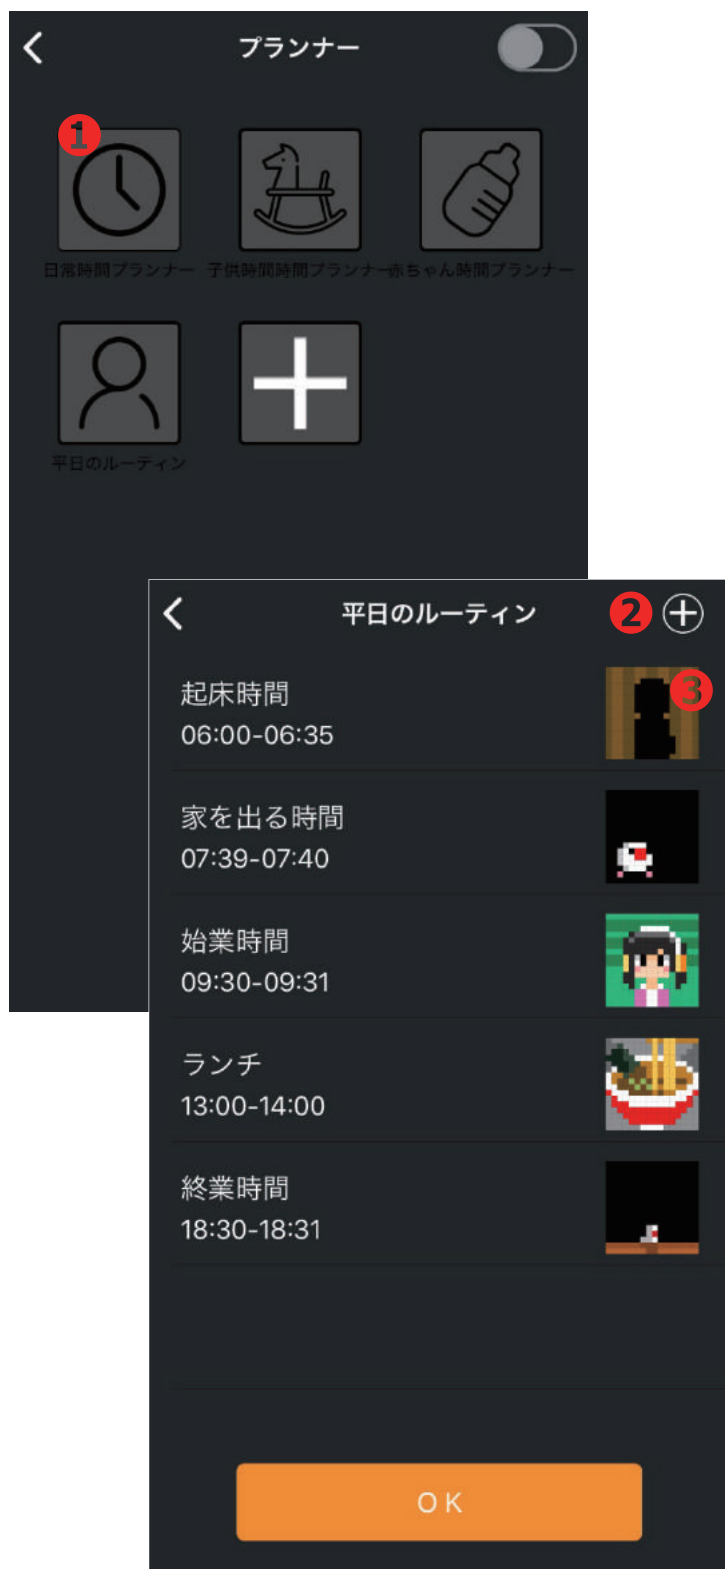 プランナー
1
日常時間プランナー 子供時間時間プランナー 赤ちゃん時間プランナー
平日のルーティン
平日のルーティン 2
起床時間 3
06:00-06:35
家を出る時間
07:39-07:40
始業時間
09:30-09:31
ランチ
13:00-14:00
終業時間
18:30-18:31
OK